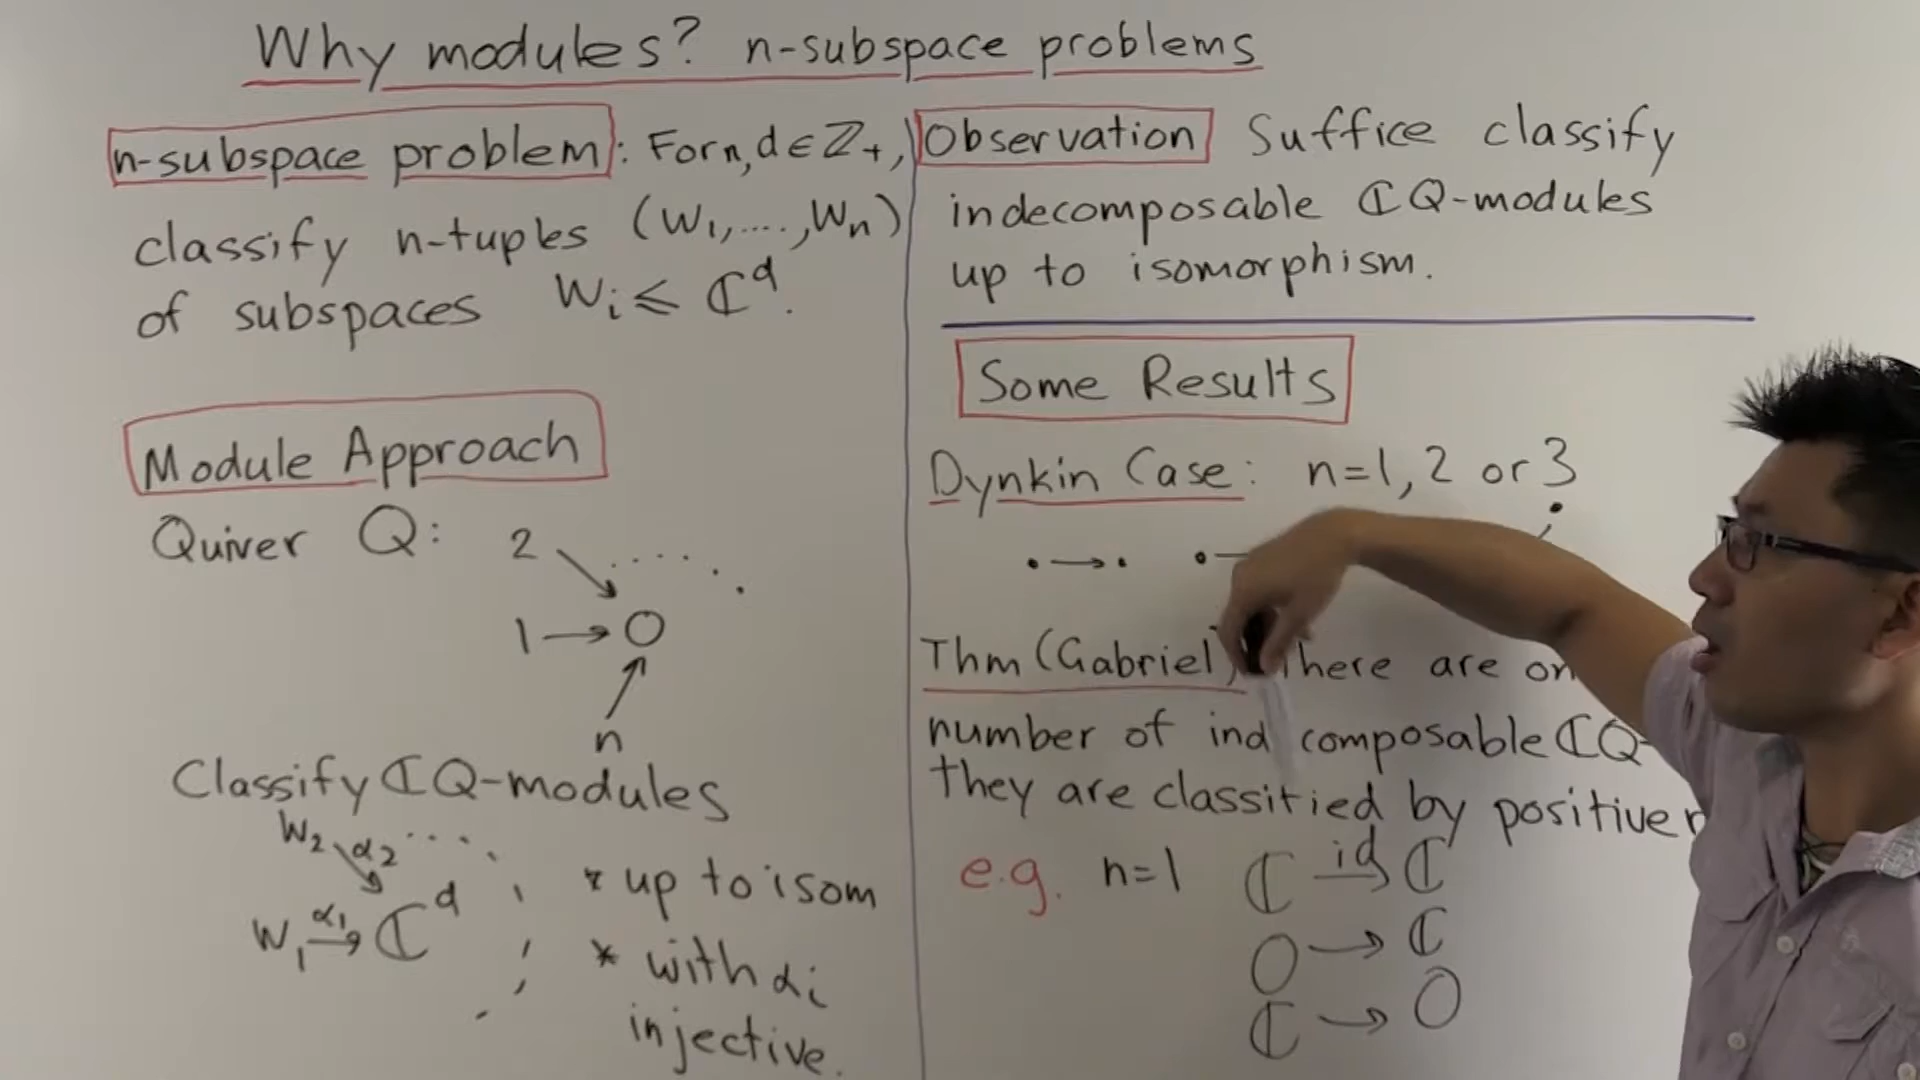 Why modules? n-subspace problems
n-subspace problem: For n, d ∈ ℤ+,
classify n-tuples (W1,....,Wn)
of subspaces Wi ⩽ ℂ^d.
Module Approach
Quiver Q: 2
1 → 0
n
Classify ℂQ-modules
W2 α2
W1 α1→ ℂ^d
* up to isom
* with αi
injective.
Observation Suffice classify
indecomposable ℂQ-modules
up to isomorphism.
Some Results
Dynkin Case: n=1, 2 or 3
. → .
Thm (Gabriel) There are
number of ind composable ℂQ-
they are classified by positive
e.g. n=1 ℂ id→ ℂ
0 → ℂ
ℂ → 0